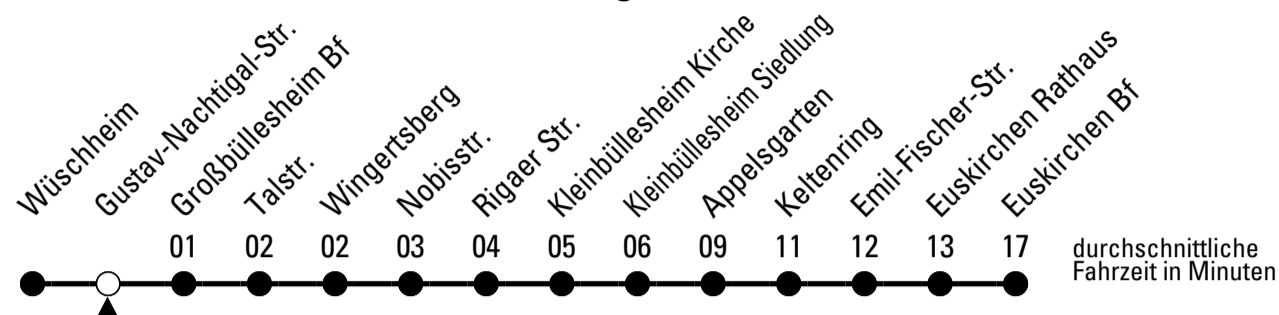 Wüschheim
Gustav-Nachtigal-Str.
Großbüllesheim Bf
Talstr.
Wingertsberg
Nobisstr.
Rigaer Str.
Kleinbüllesheim Kirche
Kleinbüllesheim Siedlung
Appelsgarten
Keltenring
Emil-Fischer-Str.
Euskirchen Rathaus
Euskirchen Bf
01 02 02 03 04 05 06 09 11 12 13 17
durchschnittliche
Fahrzeit in Minuten